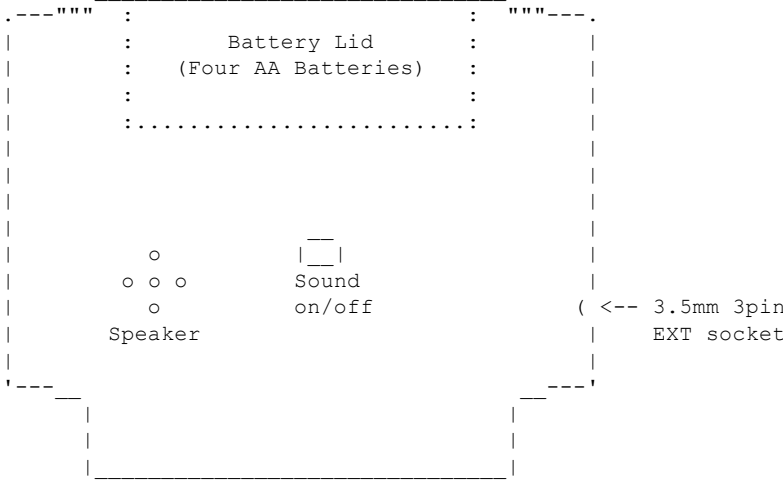 Battery Lid
(Four AA Batteries)
Sound
on/off
Speaker
<-- 3.5mm 3pin
EXT socket